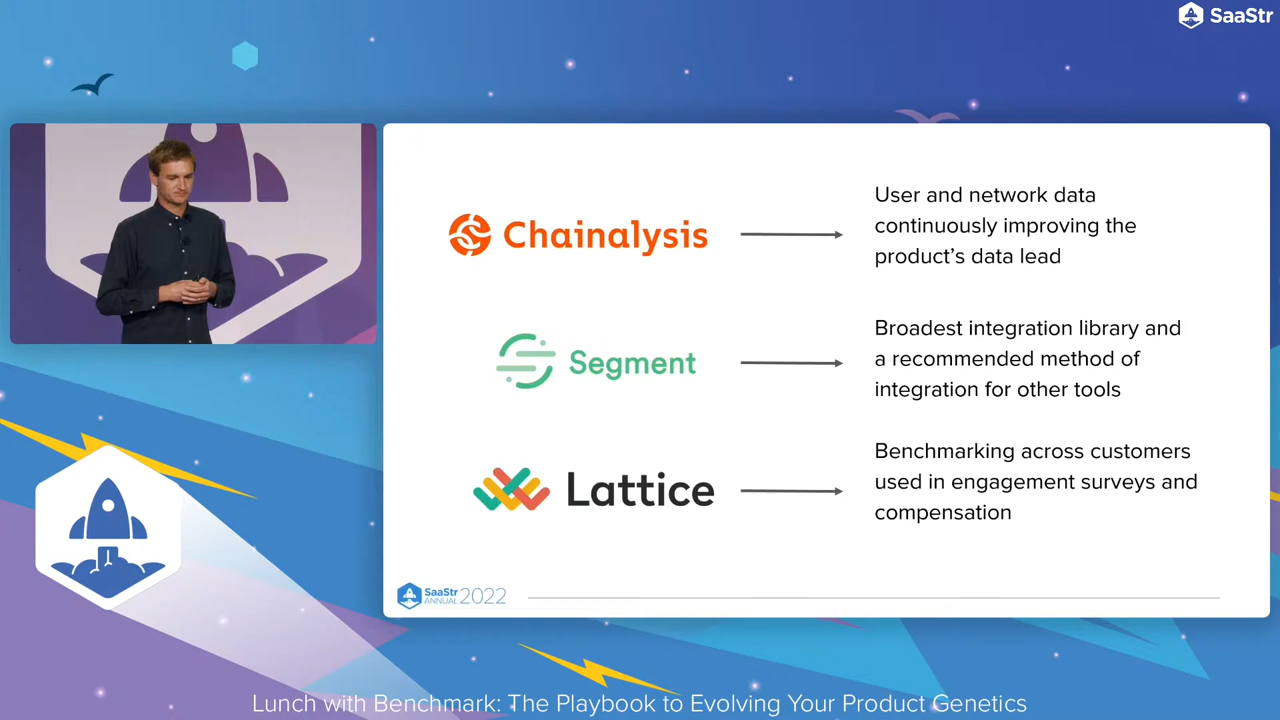 SaaStr
Chainalysis
User and network data
continuously improving the
product's data lead
Segment
Broadest integration library and
a recommended method of
integration for other tools
Lattice
Benchmarking across customers
used in engagement surveys and
compensation
SaaStr
ANNUAL 2022
Lunch with Benchmark: The Playbook to Evolving Your Product Genetics